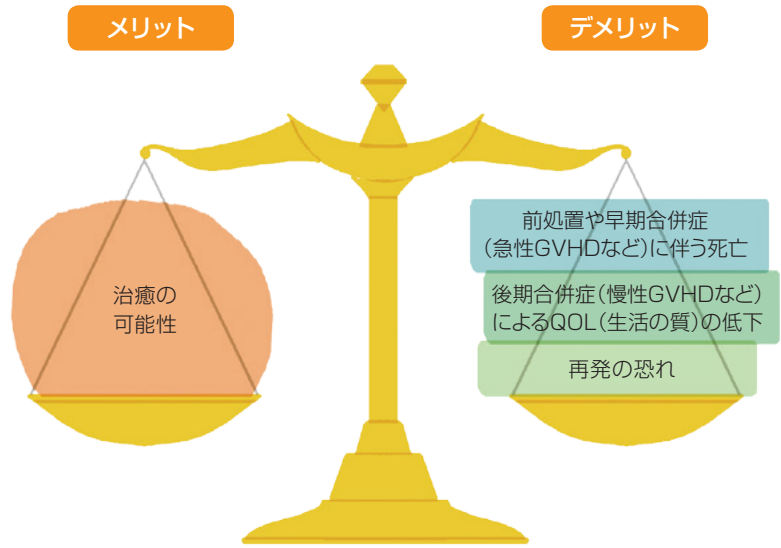 メリット
デメリット
治癒の
可能性
前処置や早期合併症
（急性GVHDなど）に伴う死亡
後期合併症（慢性GVHDなど）
によるQOL（生活の質）の低下
再発の恐れ